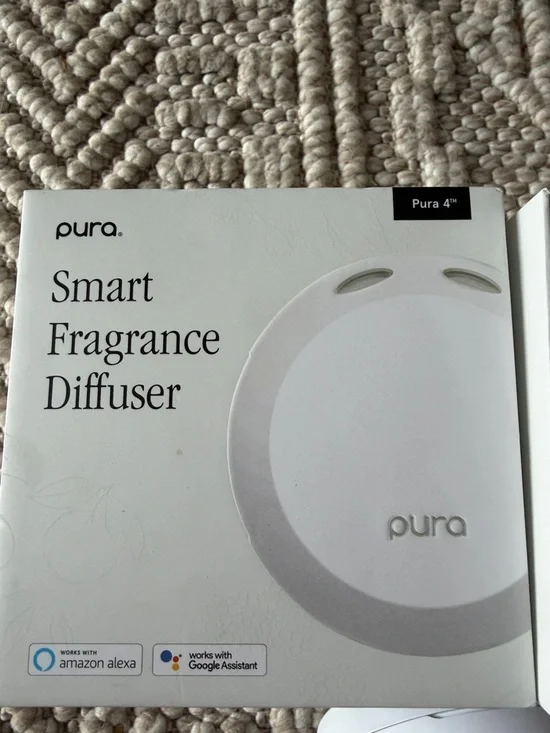 pura®
Pura 4™
Smart
Fragrance
Diffuser
pura
WORKS WITH
amazon alexa
works with
Google Assistant